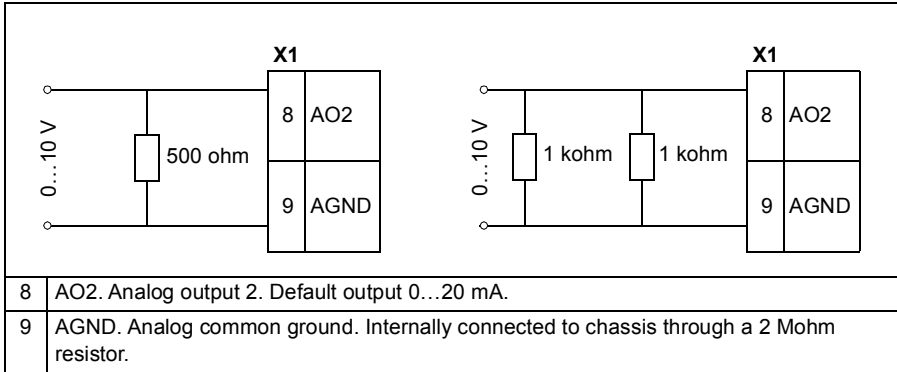 X1
8 AO2
0…10 V
500 ohm
9 AGND
X1
8 AO2
0…10 V
1 kohm
1 kohm
9 AGND
8 AO2. Analog output 2. Default output 0…20 mA.
9 AGND. Analog common ground. Internally connected to chassis through a 2 Mohm
resistor.